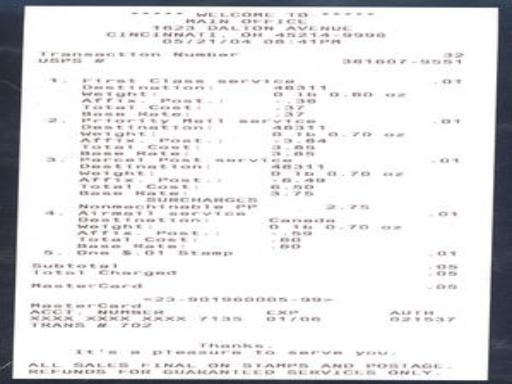 ***** WELCOME TO *****
MAIN OFFICE
1623 DALTON AVENUE
CINCINNATI, OH 45214-9998
05/21/04 08:41PM
Transaction Number 32
USPS # 381607-9551
1. First Class service .01
Destination: 48311
Weight: 0 lb 0.80 oz
Affix. Post.: -.36
Total Cost: .37
Base Rate: .37
2. Priority Mail service .01
Destination: 48311
Weight: 0 lb 0.70 oz
Affix. Post.: -3.84
Total Cost: 3.85
Base Rate: 3.85
3. Parcel Post service .01
Destination: 48311
Weight: 0 lb 0.70 oz
Affix. Post.: -6.49
Total Cost: 6.50
Base Rate: 3.75
SURCHARGES
Nonmachinable PP 2.75
4. Airmail service .01
Destination: Canada
Weight: 0 lb 0.70 oz
Affix. Post.: -.59
Total Cost: .60
Base Rate: .60
5. One $.01 Stamp .01
Subtotal .05
Total Charged .05
MasterCard .05
<23-901960005-99>
MasterCard
ACCT. NUMBER EXP AUTH
XXXX XXXX XXXX 7135 01/06 021537
TRANS # 702
Thanks.
It's a pleasure to serve you.
ALL SALES FINAL ON STAMPS AND POSTAGE.
REFUNDS FOR GUARANTEED SERVICES ONLY.